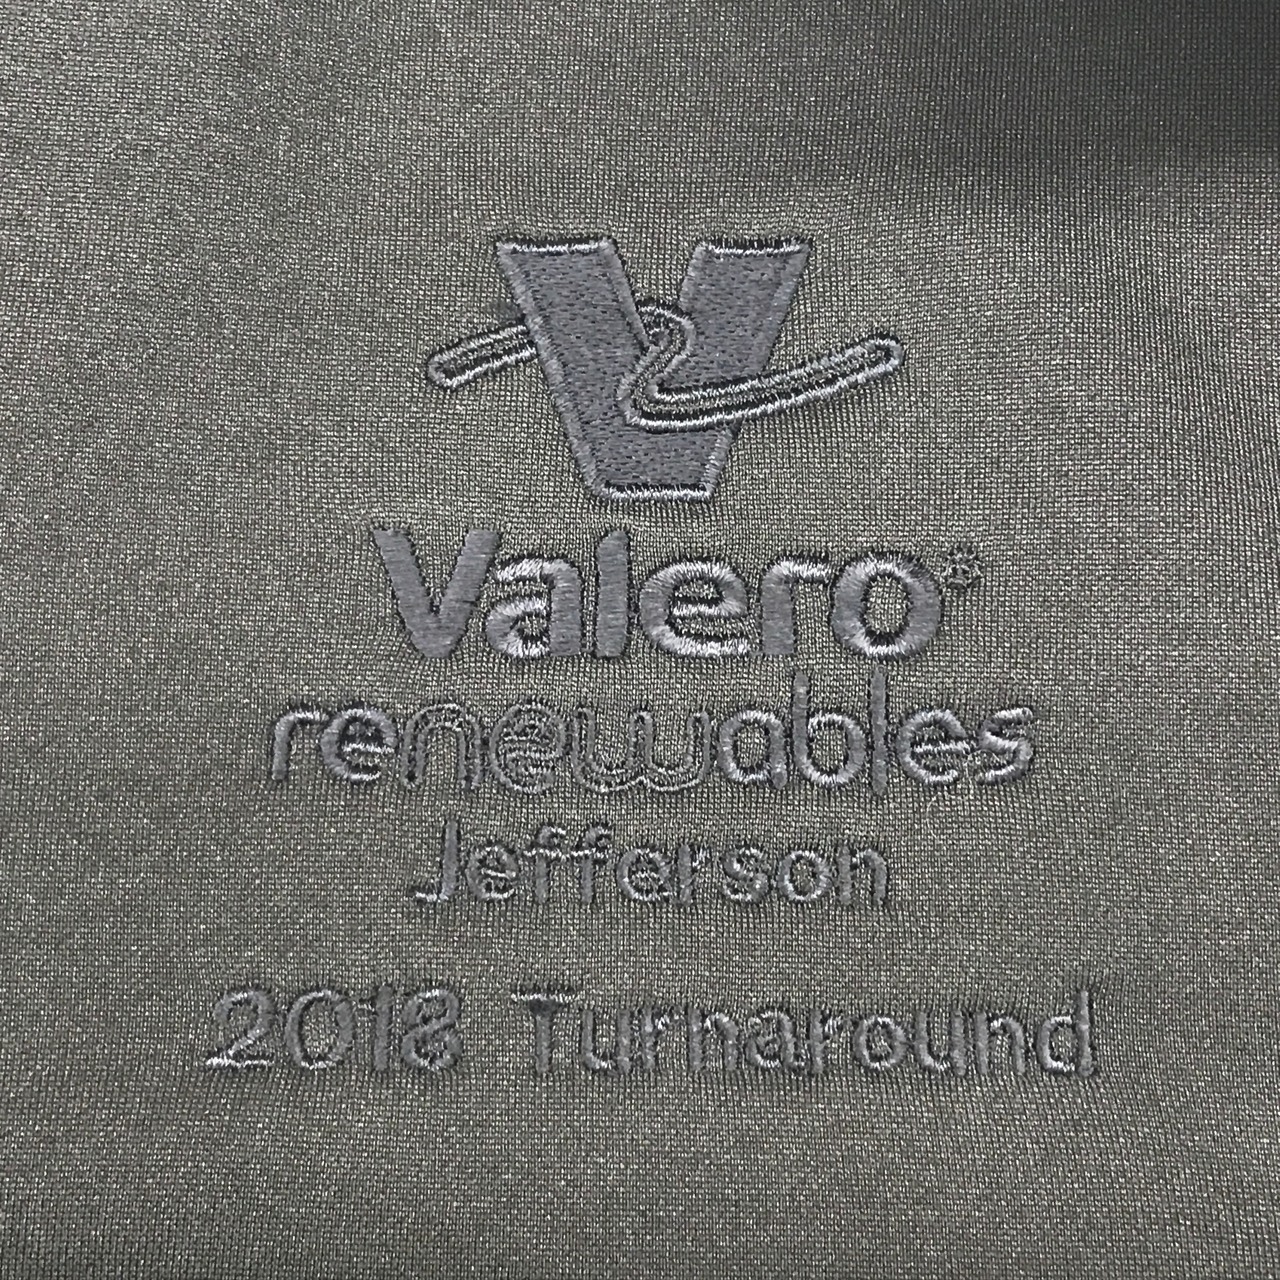 Valero®
renewables
Jefferson
2018 Turnaround